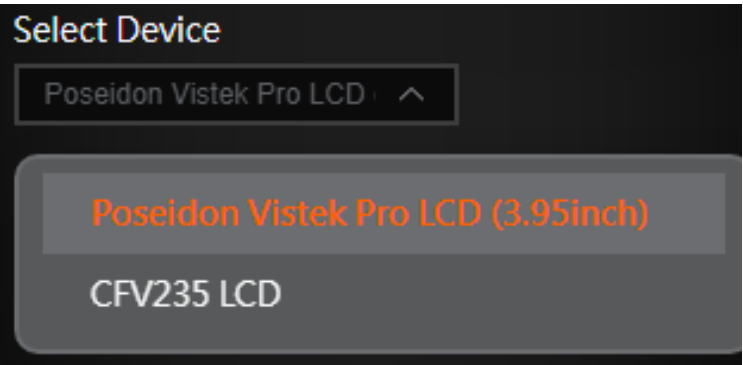 Select Device
Poseidon Vistek Pro LCD
Poseidon Vistek Pro LCD (3.95inch)
CFV235 LCD